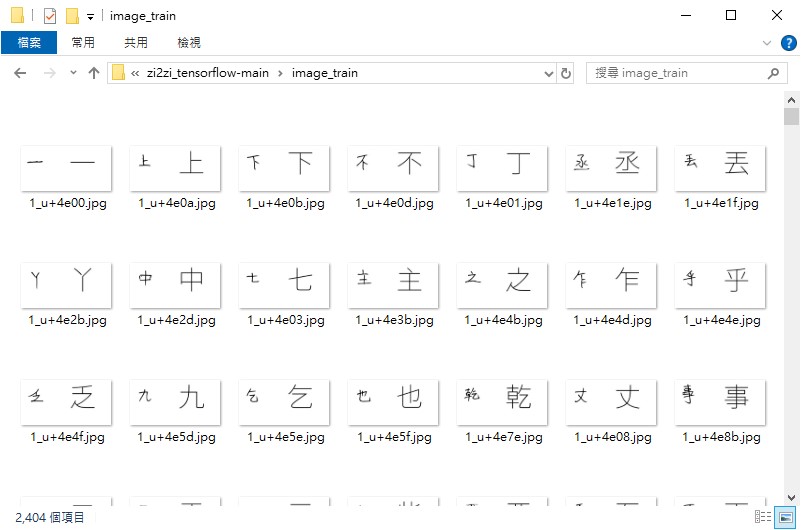 image_train
檔案 常用 共用 檢視
« zi2zi_tensorflow-main › image_train 搜尋 image_train
一 一 上 上 下 下 不 不 丁 丁 丞 丞 丟 丟
1_u+4e00.jpg 1_u+4e0a.jpg 1_u+4e0b.jpg 1_u+4e0d.jpg 1_u+4e01.jpg 1_u+4e1e.jpg 1_u+4e1f.jpg
丫 丫 中 中 七 七 主 主 之 之 乍 乍 乎 乎
1_u+4e2b.jpg 1_u+4e2d.jpg 1_u+4e03.jpg 1_u+4e3b.jpg 1_u+4e4b.jpg 1_u+4e4d.jpg 1_u+4e4e.jpg
乏 乏 九 九 乞 乞 也 也 乾 乾 丈 丈 事 事
1_u+4e4f.jpg 1_u+4e5d.jpg 1_u+4e5e.jpg 1_u+4e5f.jpg 1_u+4e7e.jpg 1_u+4e08.jpg 1_u+4e8b.jpg
2,404 個項目